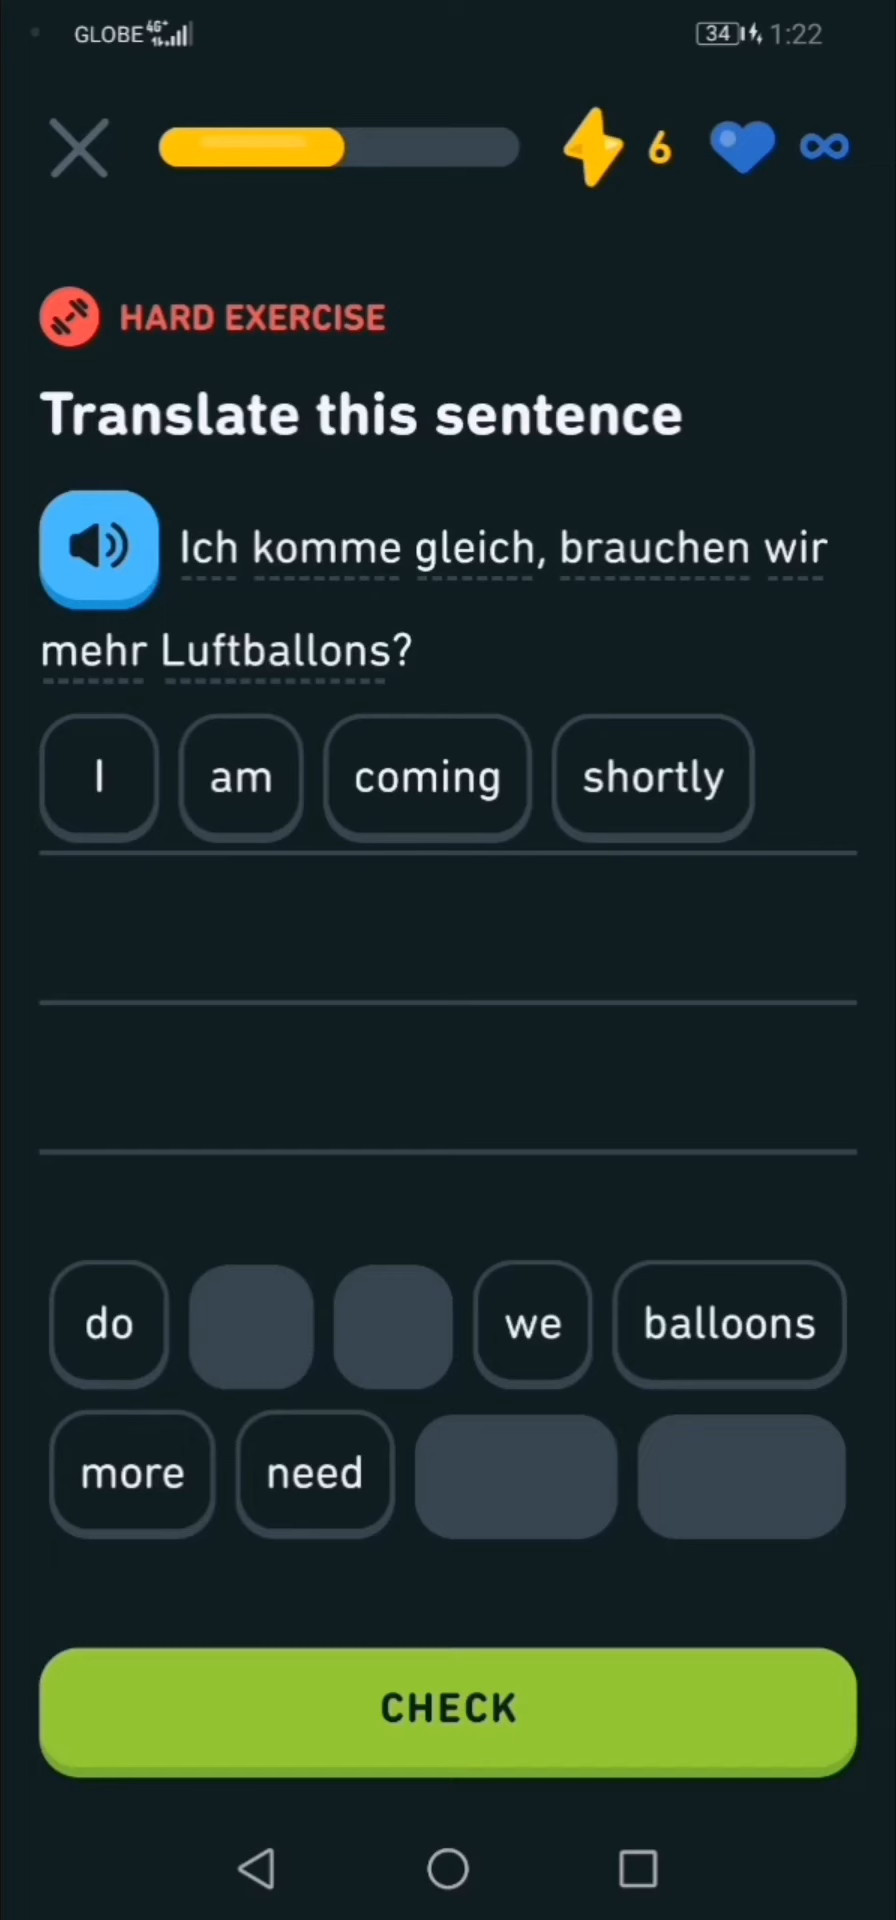 GLOBE 4G+ 34 1:22
6 ∞
HARD EXERCISE
Translate this sentence
Ich komme gleich, brauchen wir
mehr Luftballons?
I am coming shortly
do we balloons
more need
CHECK